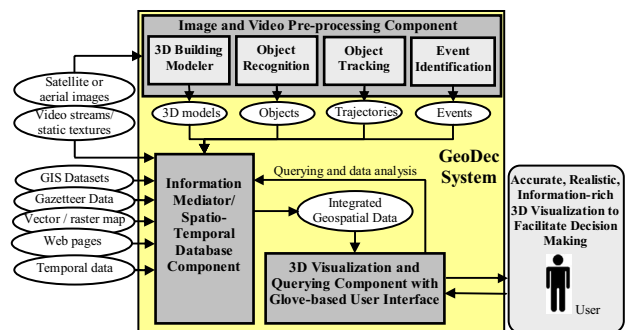 Image and Video Pre-processing Component
3D Building
Modeler
Object
Recognition
Object
Tracking
Event
Identification
Satellite or
aerial images
Video streams/
static textures
3D models
Objects
Trajectories
Events
GeoDec
System
GIS Datasets
Gazetteer Data
Vector / raster map
Web pages
Temporal data
Information
Mediator/
Spatio-
Temporal
Database
Component
Querying and data analysis
Integrated
Geospatial Data
3D Visualization and
Querying Component with
Glove-based User Interface
Accurate, Realistic,
Information-rich
3D Visualization to
Facilitate Decision
Making
User